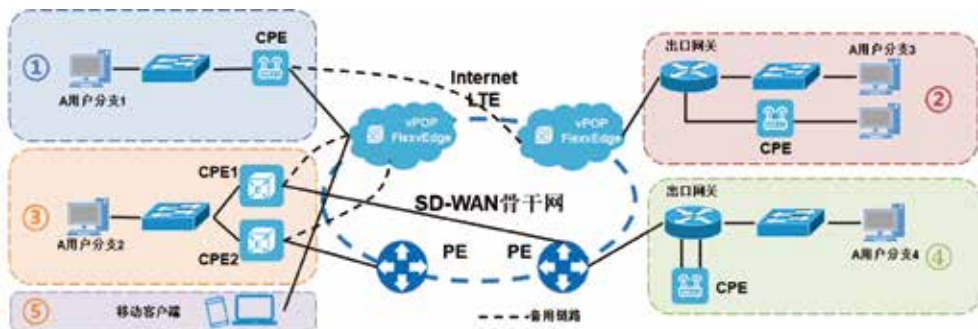 ①
CPE
A用户分支1
Internet
LTE
vPOP
FlexvEdge
vPOP
FlexvEdge
出口网关
A用户分支3
②
CPE
③
CPE1
A用户分支2
CPE2
SD-WAN骨干网
PE
PE
出口网关
A用户分支4
④
CPE
⑤
移动客户端
备用链路